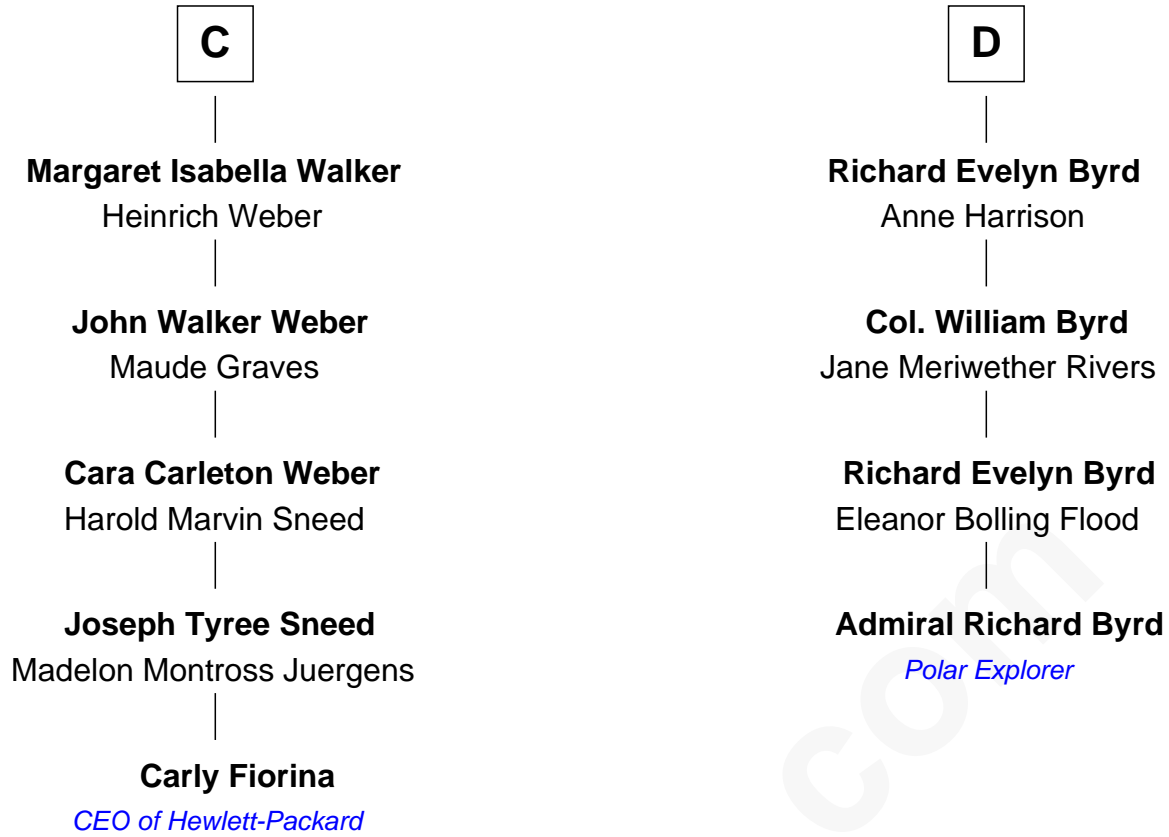 C
Margaret Isabella Walker
Heinrich Weber
John Walker Weber
Maude Graves
Cara Carleton Weber
Harold Marvin Sneed
Joseph Tyree Sneed
Madelon Montross Juergens
Carly Fiorina
CEO of Hewlett-Packard
D
Richard Evelyn Byrd
Anne Harrison
Col. William Byrd
Jane Meriwether Rivers
Richard Evelyn Byrd
Eleanor Bolling Flood
Admiral Richard Byrd
Polar Explorer
com